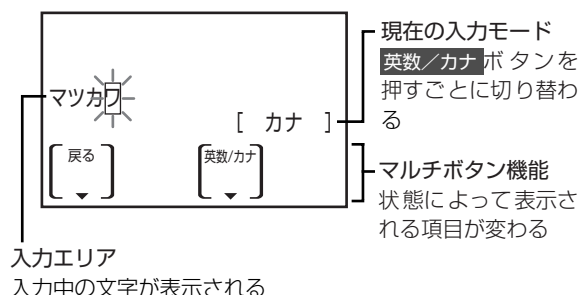 現在の入力モード
英数／カナボタンを
押すごとに切り替わ
る
マツカワ
[ カナ ]
戻る
英数/カナ
マルチボタン機能
状態によって表示さ
れる項目が変わる
入力エリア
入力中の文字が表示される